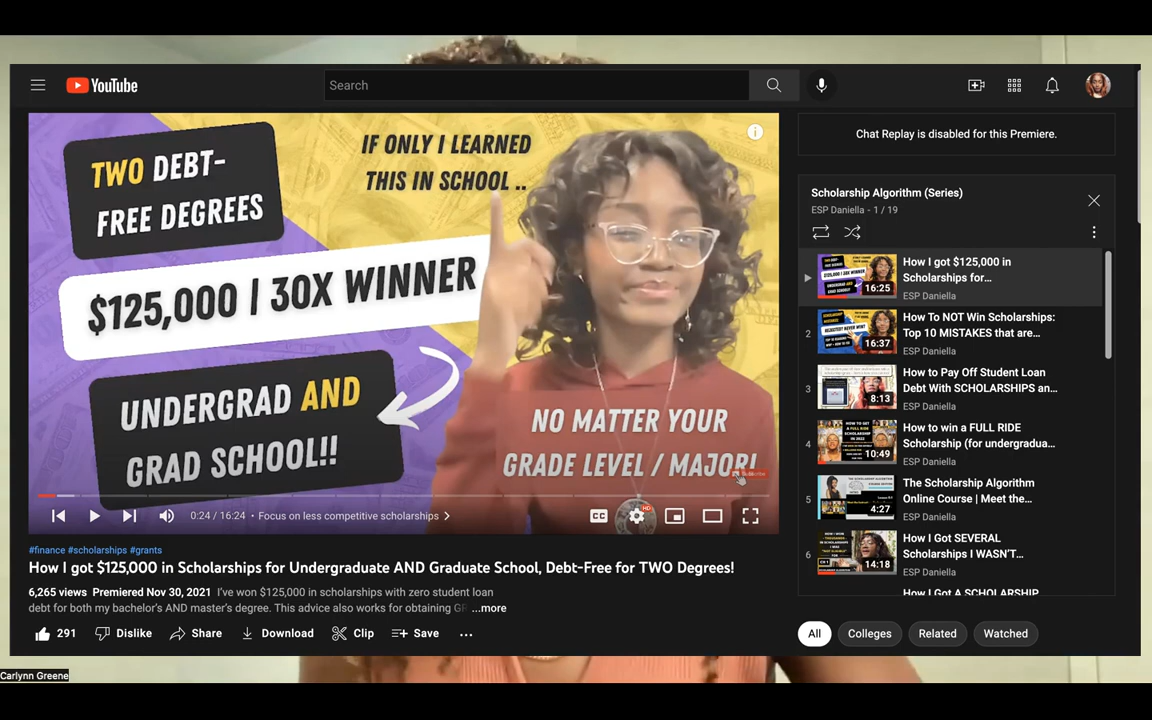 YouTube
Search
TWO DEBT-
FREE DEGREES
IF ONLY I LEARNED
THIS IN SCHOOL ..
$125,000 | 30X WINNER
UNDERGRAD AND
GRAD SCHOOL!!
NO MATTER YOUR
GRADE LEVEL / MAJOR!
Subscribe
CC
HD
0:24 / 16:24 • Focus on less competitive scholarships
#finance #scholarships #grants
How I got $125,000 in Scholarships for Undergraduate AND Graduate School, Debt-Free for TWO Degrees!
6,265 views Premiered Nov 30, 2021 I've won $125,000 in scholarships with zero student loan
debt for both my bachelor's AND master's degree. This advice also works for obtaining GR ...more
291 Dislike Share Download Clip Save
Chat Replay is disabled for this Premiere.
Scholarship Algorithm (Series)
ESP Daniella - 1 / 19
16:25
How I got $125,000 in
Scholarships for...
ESP Daniella
2
16:37
How To NOT Win Scholarships:
Top 10 MISTAKES that are...
ESP Daniella
3
8:13
How to Pay Off Student Loan
Debt With SCHOLARSHIPS an...
ESP Daniella
4
10:49
How to win a FULL RIDE
Scholarship (for undergradua...
ESP Daniella
5
4:27
The Scholarship Algorithm
Online Course | Meet the...
ESP Daniella
6
14:18
How I Got SEVERAL
Scholarships I WASN'T...
ESP Daniella
How I Got A SCHOLARSHIP
All Colleges Related Watched
Carlynn Greene